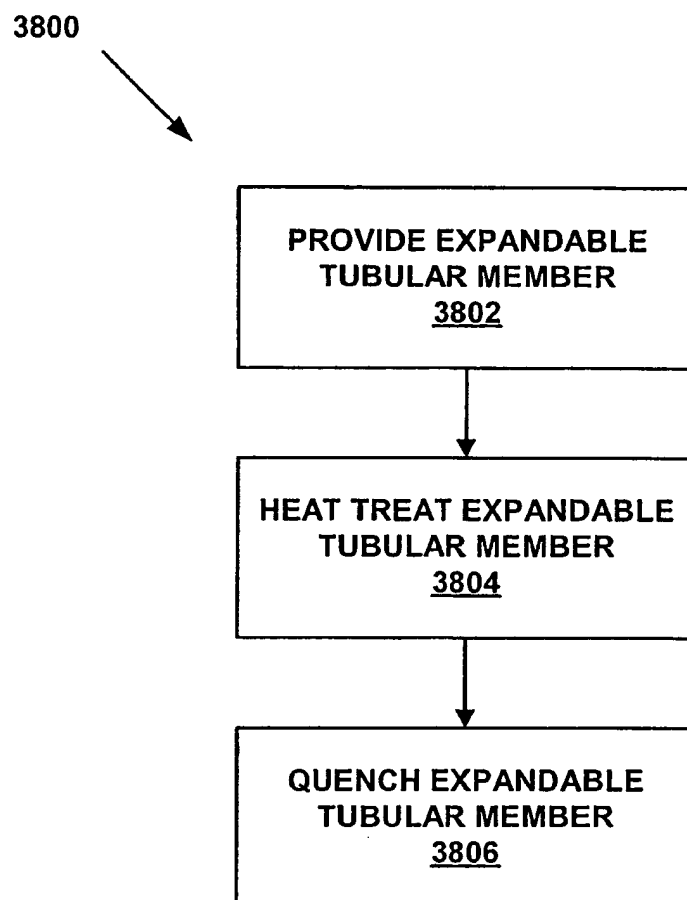 3800
PROVIDE EXPANDABLE
TUBULAR MEMBER
3802
HEAT TREAT EXPANDABLE
TUBULAR MEMBER
3804
QUENCH EXPANDABLE
TUBULAR MEMBER
3806